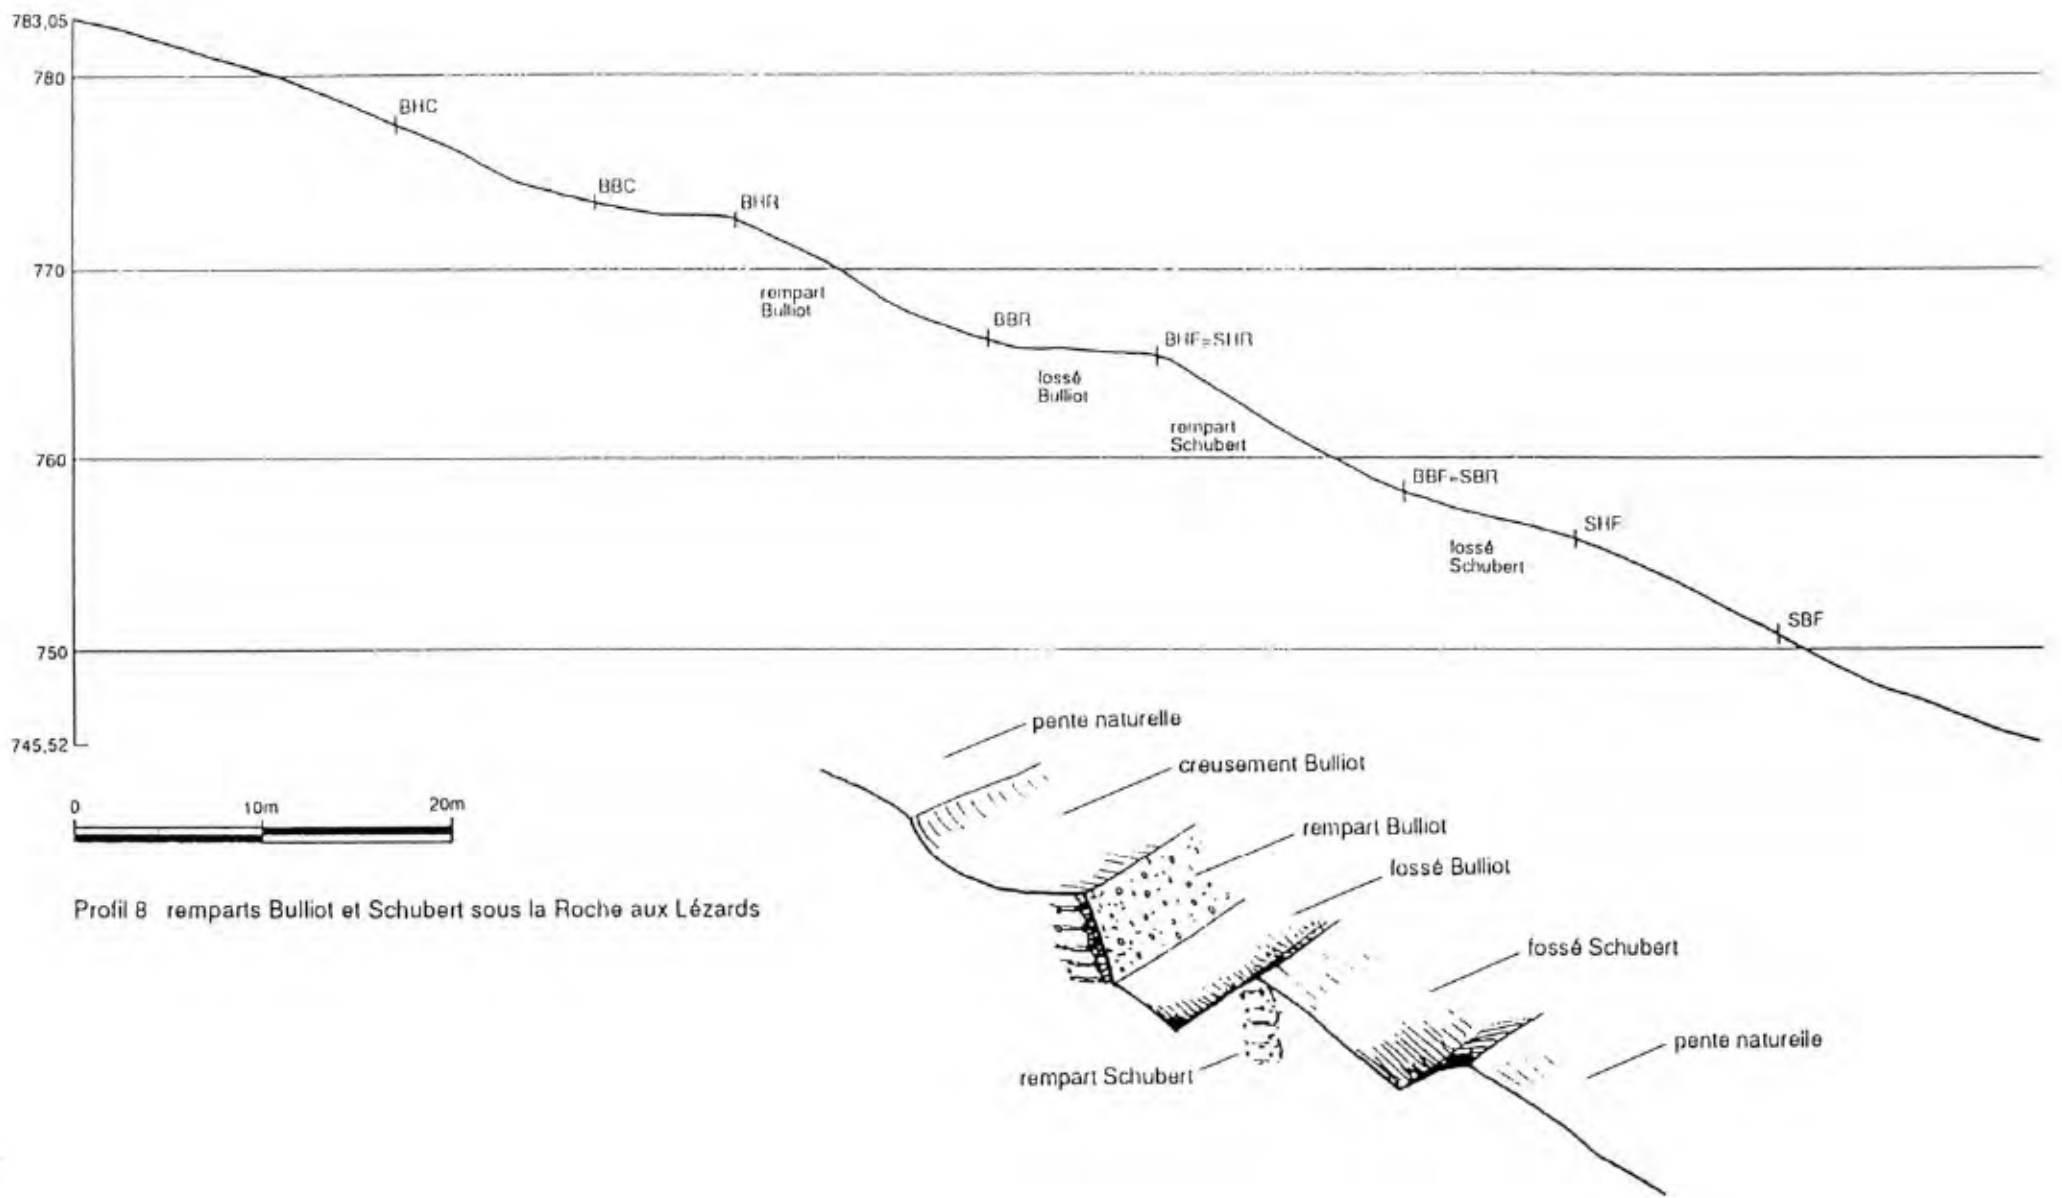 783,05
780
BHC
BBC
BHR
770
rempart
Bulliot
BBR
BHF=SHR
fossé
Bulliot
rempart
Schubert
760
BBF=SBR
SHF
fossé
Schubert
SBF
750
745,52
pente naturelle
creusement Bulliot
rempart Bulliot
fossé Bulliot
0 10m 20m
Profil 8 remparts Bulliot et Schubert sous la Roche aux Lézards
fossé Schubert
pente naturelle
rempart Schubert